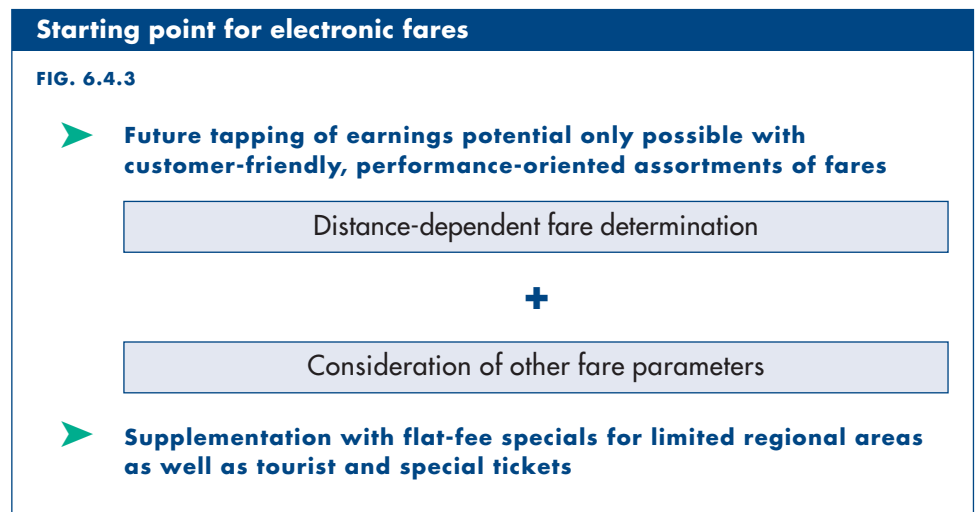 Starting point for electronic fares
FIG. 6.4.3
Future tapping of earnings potential only possible with
customer-friendly, performance-oriented assortments of fares
Distance-dependent fare determination
+
Consideration of other fare parameters
Supplementation with flat-fee specials for limited regional areas
as well as tourist and special tickets